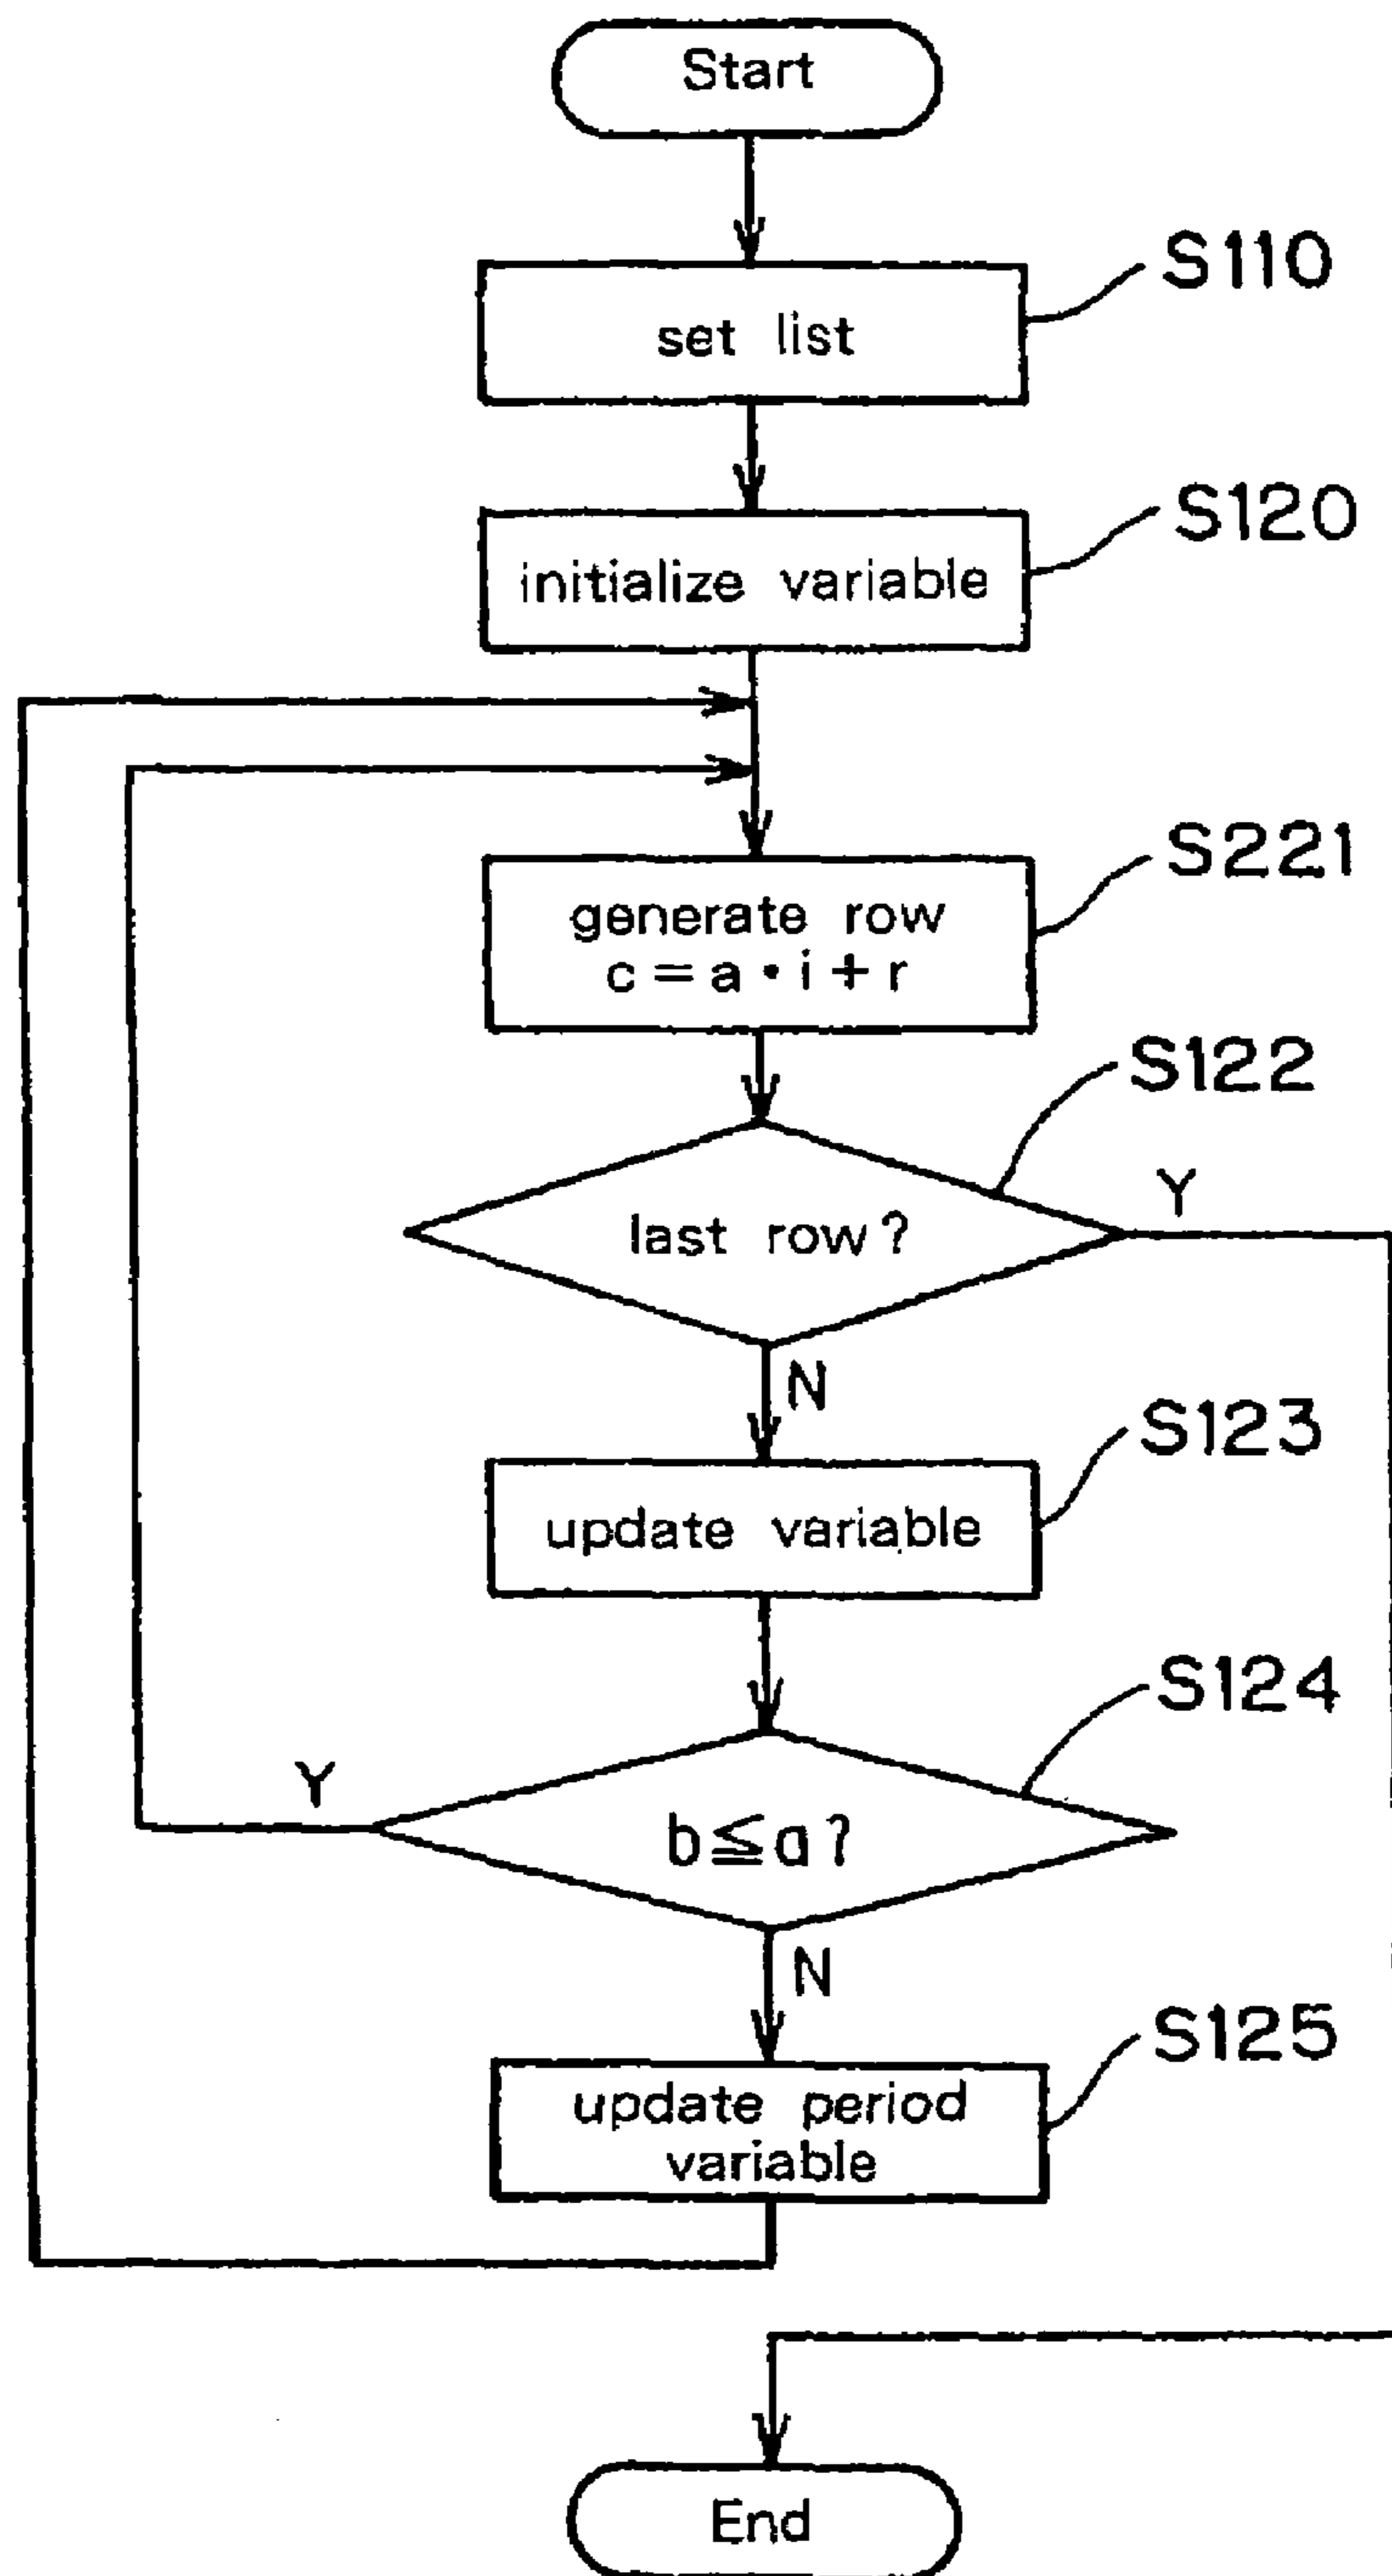 Start
S110
set list
S120
initialize variable
S221
generate row
c = a • i + r
S122
Y
last row ?
N
S123
update variable
S124
Y
b ≦ a ?
N
S125
update period
variable
End